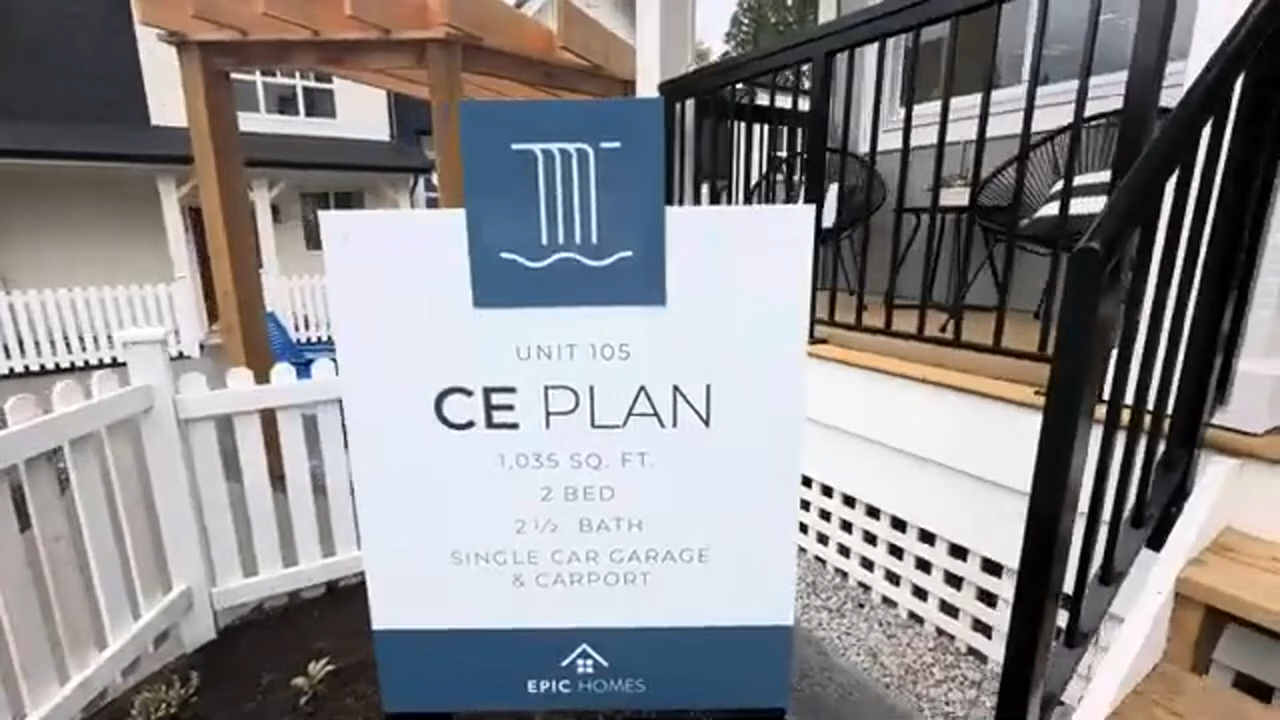 UNIT 105
CE PLAN
1,035 SQ. FT.
2 BED
2 ½ BATH
SINGLE CAR GARAGE
& CARPORT
EPIC HOMES